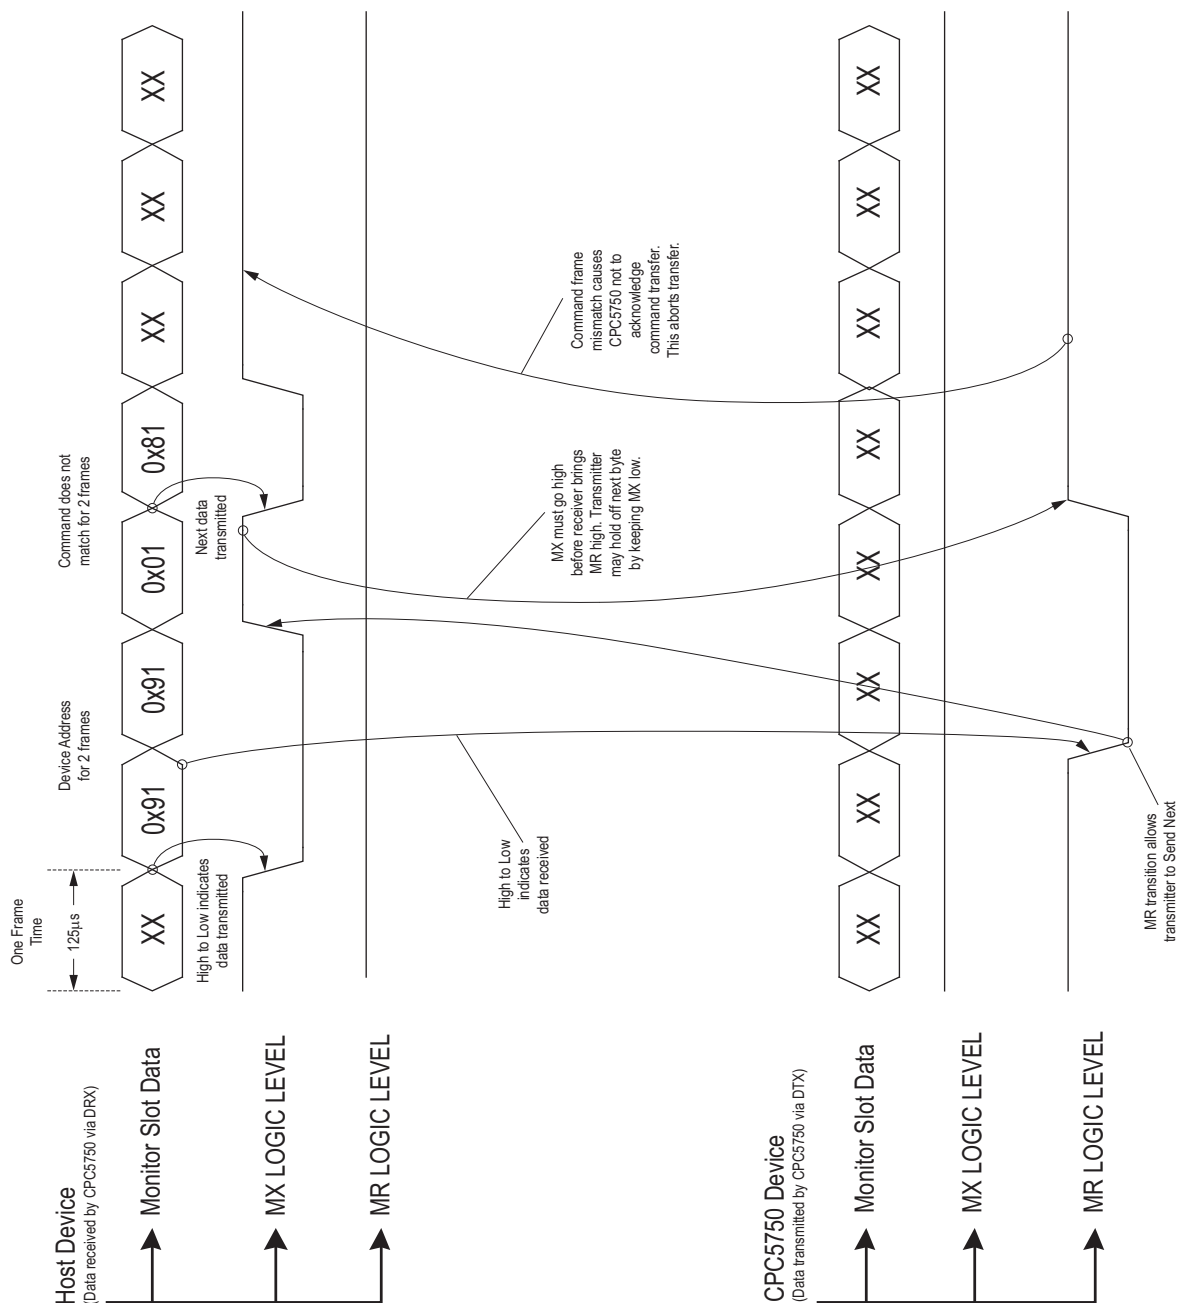 One Frame
Time
125µs
Device Address
for 2 frames
Command does not
match for 2 frames
Host Device
(Data received by CPC5750 via DRX)
Monitor Slot Data
XX
0x91
0x91
0x01
0x81
XX
XX
XX
High to Low indicates
data transmitted
Next data
transmitted
MX LOGIC LEVEL
MR LOGIC LEVEL
High to Low
indicates
data received
MX must go high
before receiver brings
MR high. Transmitter
may hold off next byte
by keeping MX low.
Command frame
mismatch causes
CPC5750 not to
acknowledge
command transfer.
This aborts transfer.
CPC5750 Device
(Data transmitted by CPC5750 via DTX)
Monitor Slot Data
XX
XX
XX
XX
XX
XX
XX
XX
MX LOGIC LEVEL
MR LOGIC LEVEL
MR transition allows
transmitter to Send Next